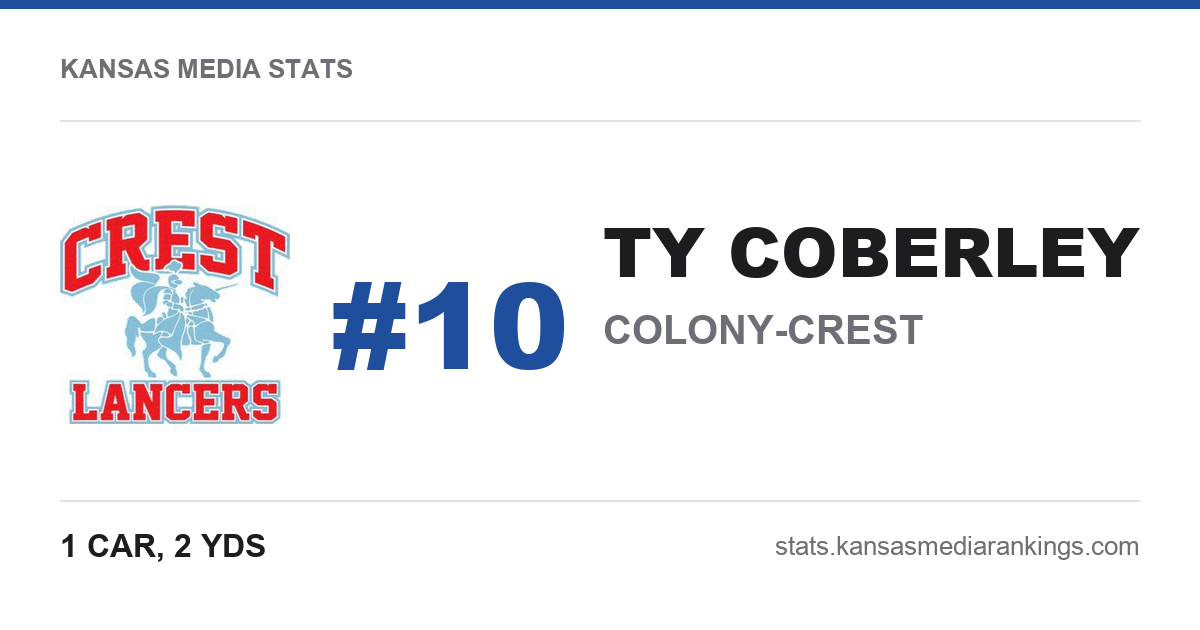 KANSAS MEDIA STATS
CREST
LANCERS
#10
TY COBERLEY
COLONY-CREST
1 CAR, 2 YDS
stats.kansasmediarankings.com